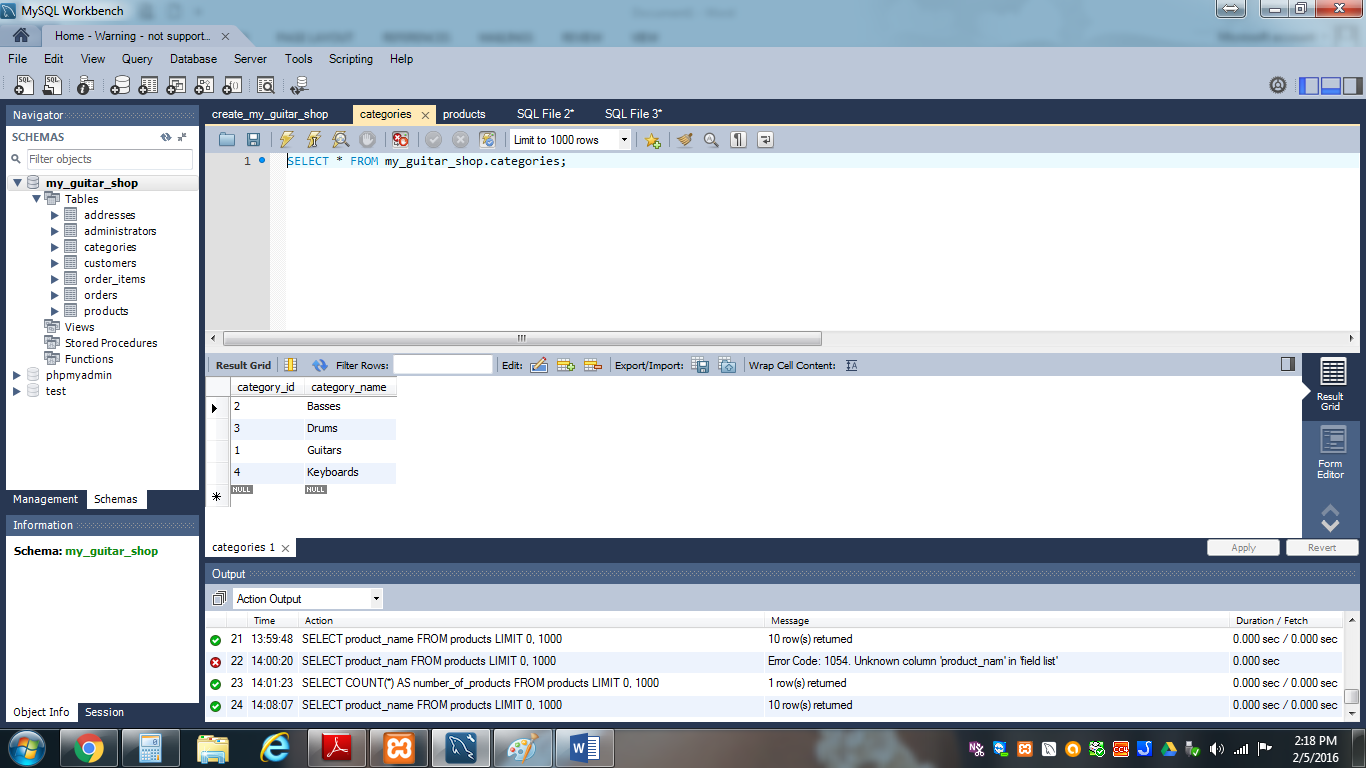 MySQL Workbench
Home - Warning - not support...
File Edit View Query Database Server Tools Scripting Help
Navigator
SCHEMAS
Filter objects
my_guitar_shop
Tables
addresses
administrators
categories
customers
order_items
orders
products
Views
Stored Procedures
Functions
phpmyadmin
test
Management Schemas
Information
Schema: my_guitar_shop
Object Info Session
create_my_guitar_shop categories products SQL File 2* SQL File 3*
Limit to 1000 rows
1 SELECT * FROM my_guitar_shop.categories;
Result Grid Filter Rows: Edit: Export/Import: Wrap Cell Content:
category_id category_name
2 Basses
3 Drums
1 Guitars
4 Keyboards
NULL NULL
Result Grid
Form Editor
categories 1
Apply Revert
Output
Action Output
Time Action Message Duration / Fetch
21 13:59:48 SELECT product_name FROM products LIMIT 0, 1000 10 row(s) returned 0.000 sec / 0.000 sec
22 14:00:20 SELECT product_nam FROM products LIMIT 0, 1000 Error Code: 1054. Unknown column 'product_nam' in 'field list' 0.000 sec
23 14:01:23 SELECT COUNT(*) AS number_of_products FROM products LIMIT 0, 1000 1 row(s) returned 0.000 sec / 0.000 sec
24 14:08:07 SELECT product_name FROM products LIMIT 0, 1000 10 row(s) returned 0.000 sec / 0.000 sec
2:18 PM
2/5/2016